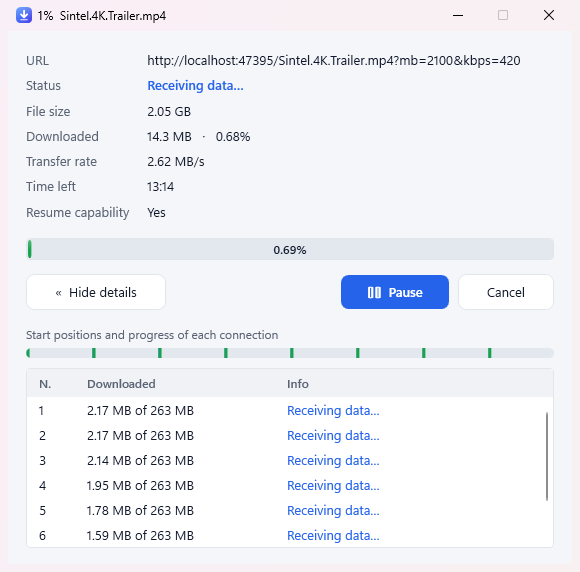 1% Sintel.4K.Trailer.mp4
URL http://localhost:47395/Sintel.4K.Trailer.mp4?mb=2100&kbps=420
Status Receiving data...
File size 2.05 GB
Downloaded 14.3 MB · 0.68%
Transfer rate 2.62 MB/s
Time left 13:14
Resume capability Yes
0.69%
« Hide details Pause Cancel
Start positions and progress of each connection
N. Downloaded Info
1 2.17 MB of 263 MB Receiving data...
2 2.17 MB of 263 MB Receiving data...
3 2.14 MB of 263 MB Receiving data...
4 1.95 MB of 263 MB Receiving data...
5 1.78 MB of 263 MB Receiving data...
6 1.59 MB of 263 MB Receiving data...